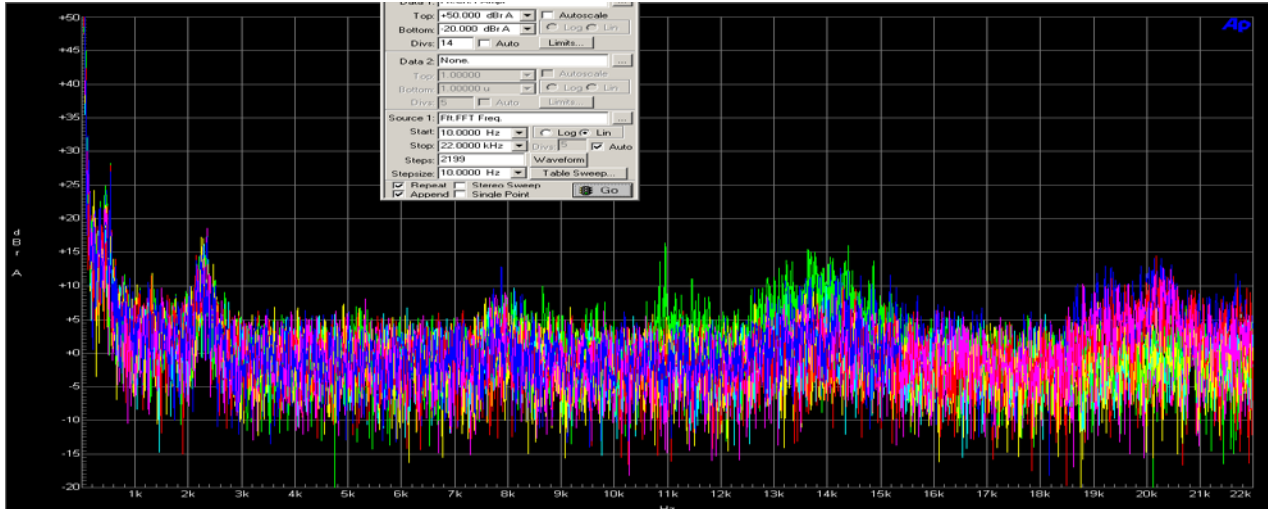 Top: +50.000 dBr A Autoscale
Bottom: -20.000 dBr A Log Lin
Divs: 14 Auto Limits...
Data 2: None. ...
Top: 1.00000 Autoscale
Bottom: 1.00000 u Log Lin
Divs: 5 Auto Limits...
Source 1: Fft.FFT Freq. ...
Start: 10.0000 Hz Log Lin
Stop: 22.0000 kHz Divs: 5 Auto
Steps: 2199 Waveform
Stepsize: 10.0000 Hz Table Sweep...
Repeat Stereo Sweep Go
Append Single Point
Ap
+50
+45
+40
+35
+30
+25
+20
+15
+10
+5
+0
-5
-10
-15
-20
d
B
r
A
1k 2k 3k 4k 5k 6k 7k 8k 9k 10k 11k 12k 13k 14k 15k 16k 17k 18k 19k 20k 21k 22k
Hz